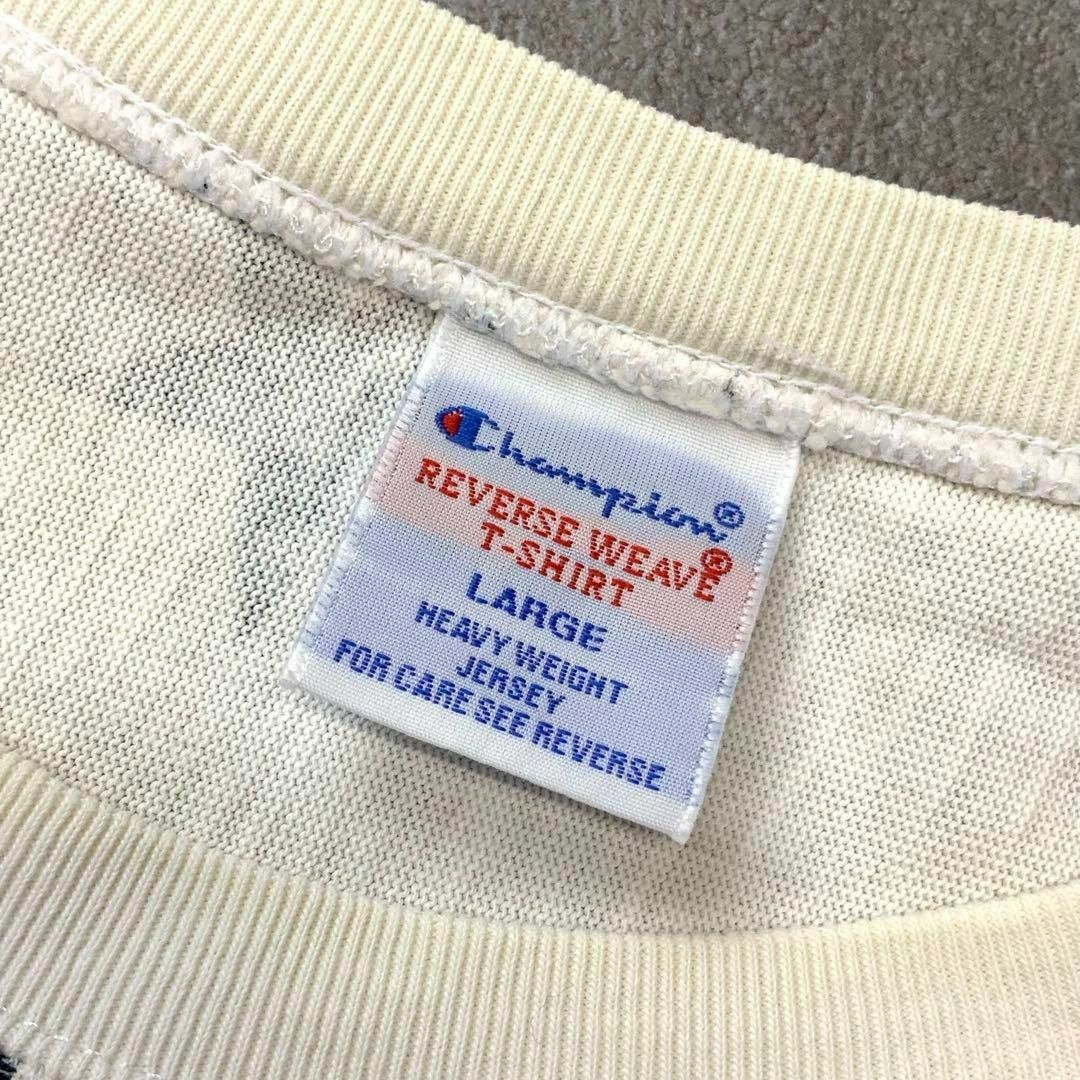 Champion®
REVERSE WEAVE®
T-SHIRT
LARGE
HEAVY WEIGHT
JERSEY
FOR CARE SEE REVERSE